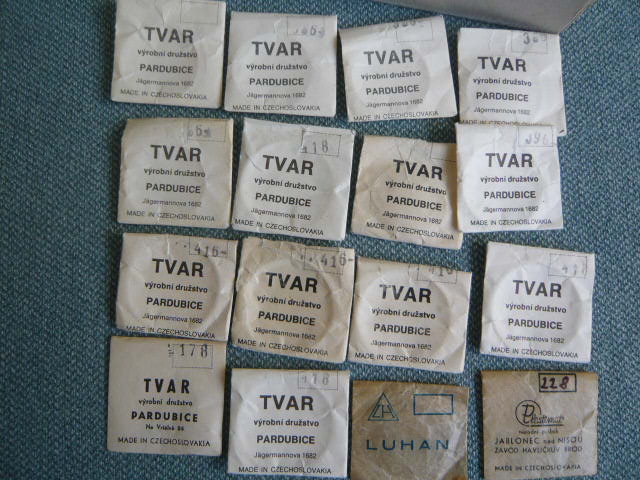 TVAR
výrobní družstvo
PARDUBICE
Jägermannova 1682
MADE IN CZECHOSLOVAKIA
TVAR
výrobní družstvo
PARDUBICE
Jägermannova 1682
MADE IN CZECHOSLOVAKIA
TVAR
výrobní družstvo
PARDUBICE
Jägermannova 1682
MADE IN CZECHOSLOVAKIA
TVAR
výrobní družstvo
PARDUBICE
Jägermannova 1682
MADE IN CZECHOSLOVAKIA
TVAR
výrobní družstvo
PARDUBICE
Jägermannova 1682
MADE IN CZECHOSLOVAKIA
TVAR
výrobní družstvo
PARDUBICE
Jägermannova 1682
MADE IN CZECHOSLOVAKIA
TVAR
výrobní družstvo
PARDUBICE
Jägermannova 1682
MADE IN CZECHOSLOVAKIA
396
TVAR
výrobní družstvo
PARDUBICE
Jägermannova 1682
MADE IN CZECHOSLOVAKIA
416-
TVAR
výrobní družstvo
PARDUBICE
Jägermannova 1682
MADE IN CZECHOSLOVAKIA
416-
TVAR
výrobní družstvo
PARDUBICE
Jägermannova 1682
MADE IN CZECHOSLOVAKIA
TVAR
výrobní družstvo
PARDUBICE
Jägermannova 1682
MADE IN CZECHOSLOVAKIA
TVAR
výrobní družstvo
PARDUBICE
Jägermannova 1682
MADE IN CZECHOSLOVAKIA
178
TVAR
výrobní družstvo
PARDUBICE
MADE IN CZECHOSLOVAKIA
TVAR
výrobní družstvo
PARDUBICE
Jägermannova 1682
MADE IN CZECHOSLOVAKIA
LUHAN
228
JABLONEC nad NISOU
ZÁVOD HAVLÍČKŮV BROD
MADE IN CZECHOSLOVAKIA